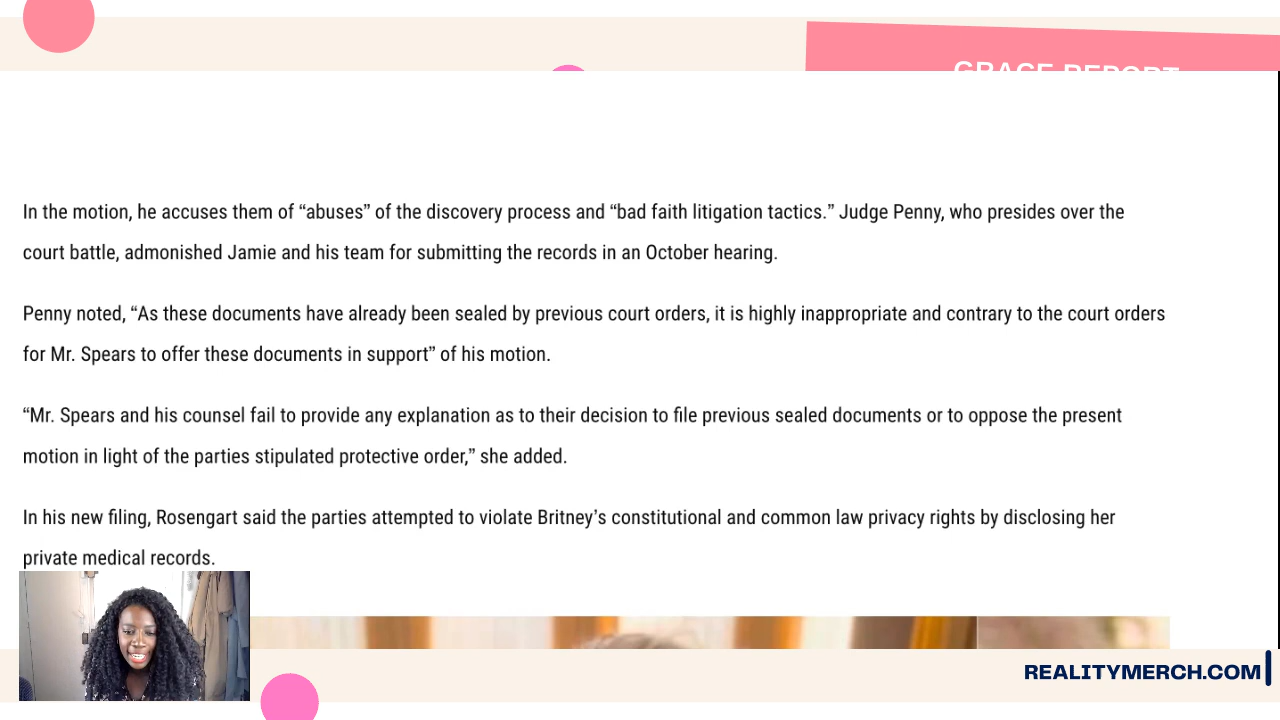 GRACE REPORT
In the motion, he accuses them of “abuses” of the discovery process and “bad faith litigation tactics.” Judge Penny, who presides over the
court battle, admonished Jamie and his team for submitting the records in an October hearing.
Penny noted, “As these documents have already been sealed by previous court orders, it is highly inappropriate and contrary to the court orders
for Mr. Spears to offer these documents in support” of his motion.
“Mr. Spears and his counsel fail to provide any explanation as to their decision to file previous sealed documents or to oppose the present
motion in light of the parties stipulated protective order,” she added.
In his new filing, Rosengart said the parties attempted to violate Britney’s constitutional and common law privacy rights by disclosing her
private medical records.
REALITYMERCH.COM